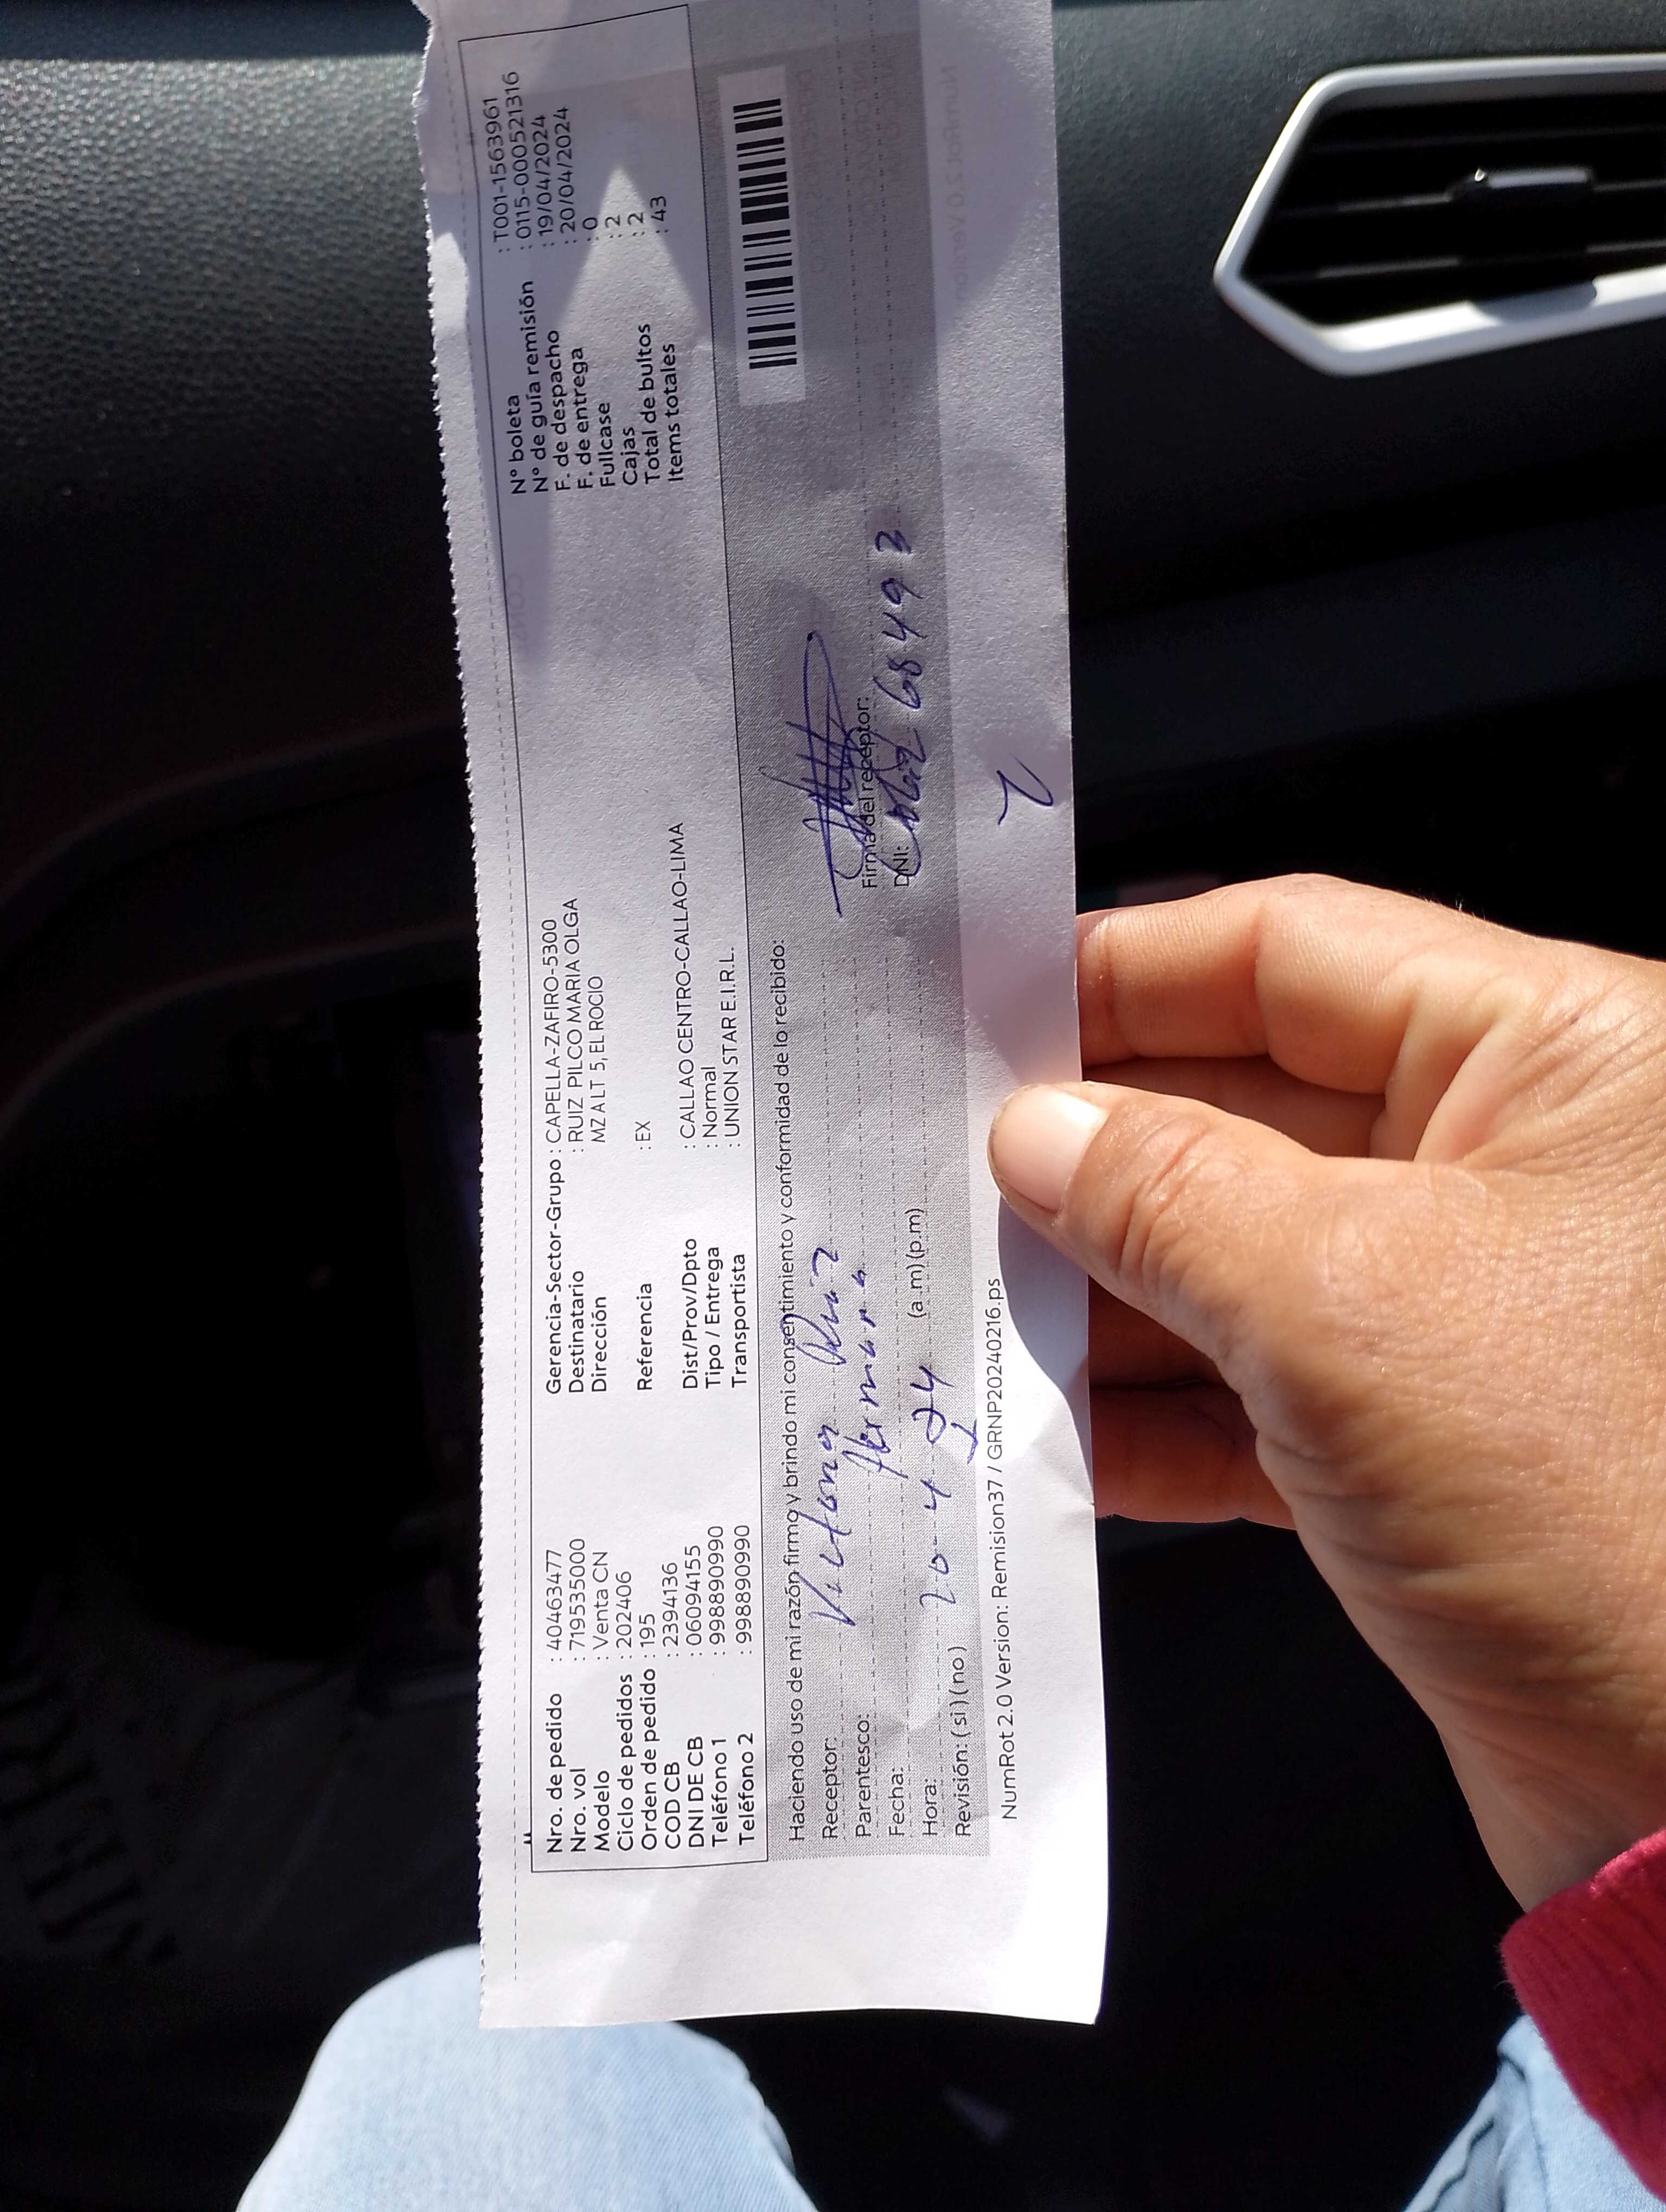 Nro. de pedido : 40463477
Nro. vol : 719535000
Modelo : Venta CN
Ciclo de pedidos : 202406
Orden de pedido : 195
COD CB : 2394136
DNI DE CB : 06094155
Teléfono 1 : 998890990
Teléfono 2 : 998890990
Gerencia-Sector-Grupo : CAPELLA-ZAFIRO-5300
Destinatario : RUIZ PILCO MARIA OLGA
Dirección MZ A LT 5, EL ROCIO
Referencia : EX
Dist/Prov/Dpto : CALLAO CENTRO-CALLAO-LIMA
Tipo / Entrega : Normal
Transportista : UNION STAR E.I.R.L.
N° boleta : T001-1563961
N° de guía remisión : 0115-000521316
F. de despacho : 19/04/2024
F. de entrega : 20/04/2024
Fullcase : 0
Cajas : 2
Total de bultos : 2
Items totales : 43
Haciendo uso de mi razón firmo y brindo mi consentimiento y conformidad de lo recibido:
Receptor: Victoria Ruiz
Parentesco: Hermana
Fecha: 20-4-24
Hora: (a.m) (p.m)
Revisión: (si) (no)
Firma del receptor:
DNI: 68493
NumRot 2.0 Version: Remision37 / GRNP20240216.ps